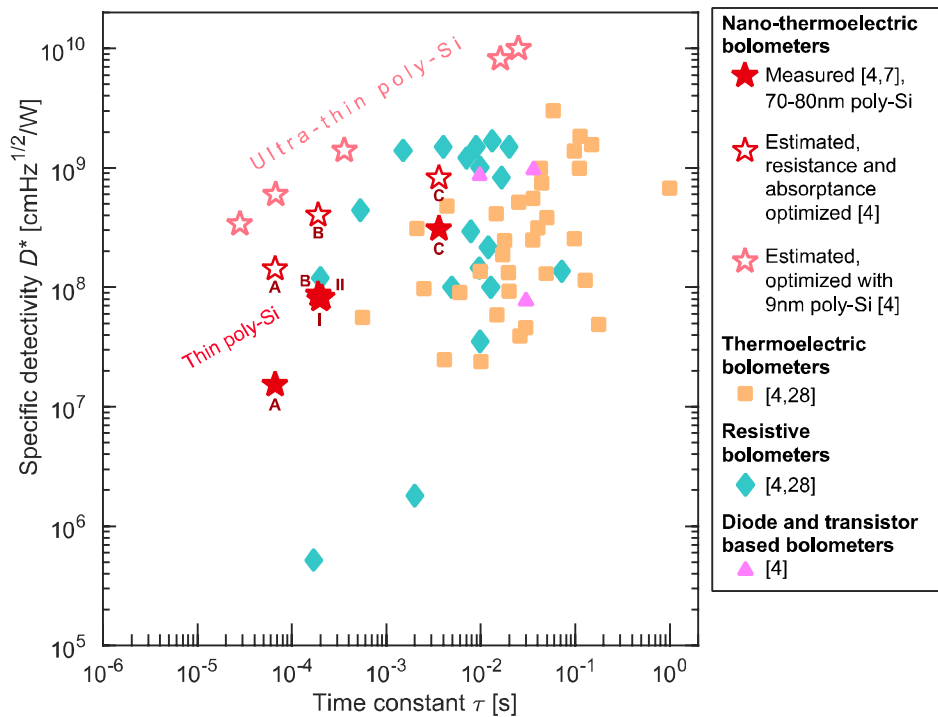 Specific detectivity D* [cmHz^1/2/W]
10^10
10^9
10^8
10^7
10^6
10^5
10^-6
10^-5
10^-4
10^-3
10^-2
10^-1
10^0
Time constant τ [s]
Ultra-thin poly-Si
Thin poly-Si
B
C
C
A
B
II
I
A
Nano-thermoelectric
bolometers
Measured [4,7],
70-80nm poly-Si
Estimated,
resistance and
absorptance
optimized [4]
Estimated,
optimized with
9nm poly-Si [4]
Thermoelectric
bolometers
[4,28]
Resistive
bolometers
[4,28]
Diode and transistor
based bolometers
[4]